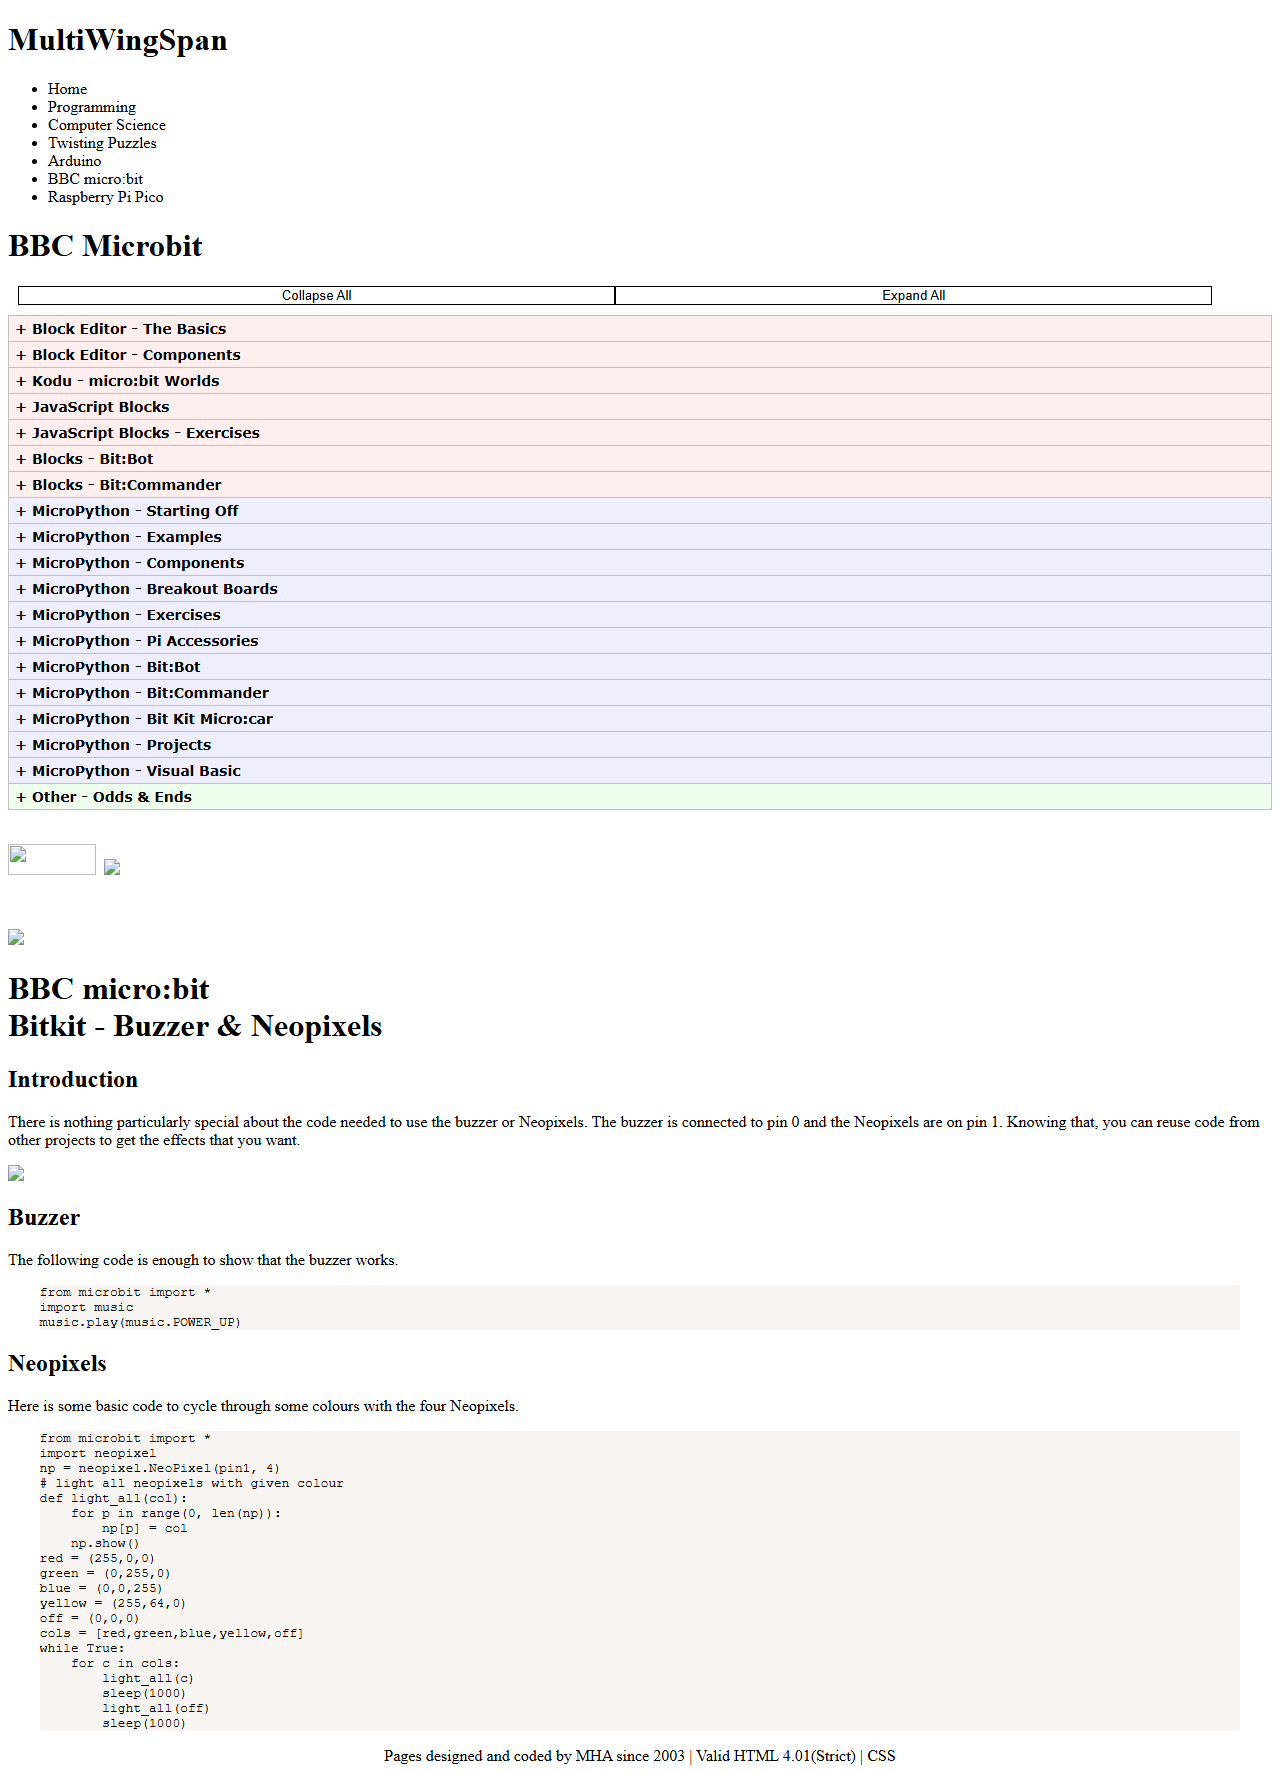 MultiWingSpan
Home
Programming
Computer Science
Twisting Puzzles
Arduino
BBC micro:bit
Raspberry Pi Pico
BBC Microbit
Collapse All Expand All
+ Block Editor - The Basics
+ Block Editor - Components
+ Kodu - micro:bit Worlds
+ JavaScript Blocks
+ JavaScript Blocks - Exercises
+ Blocks - Bit:Bot
+ Blocks - Bit:Commander
+ MicroPython - Starting Off
+ MicroPython - Examples
+ MicroPython - Components
+ MicroPython - Breakout Boards
+ MicroPython - Exercises
+ MicroPython - Pi Accessories
+ MicroPython - Bit:Bot
+ MicroPython - Bit:Commander
+ MicroPython - Bit Kit Micro:car
+ MicroPython - Projects
+ MicroPython - Visual Basic
+ Other - Odds & Ends
BBC micro:bit
Bitkit - Buzzer & Neopixels
Introduction
There is nothing particularly special about the code needed to use the buzzer or Neopixels. The buzzer is connected to pin 0 and the Neopixels are on pin 1. Knowing that, you can reuse code from
other projects to get the effects that you want.
Buzzer
The following code is enough to show that the buzzer works.
from microbit import *
import music
music.play(music.POWER_UP)
Neopixels
Here is some basic code to cycle through some colours with the four Neopixels.
from microbit import *
import neopixel
np = neopixel.NeoPixel(pin1, 4)
# light all neopixels with given colour
def light_all(col):
    for p in range(0, len(np)):
        np[p] = col
    np.show()
red = (255,0,0)
green = (0,255,0)
blue = (0,0,255)
yellow = (255,64,0)
off = (0,0,0)
cols = [red,green,blue,yellow,off]
while True:
    for c in cols:
        light_all(c)
        sleep(1000)
        light_all(off)
        sleep(1000)
Pages designed and coded by MHA since 2003 | Valid HTML 4.01(Strict) | CSS